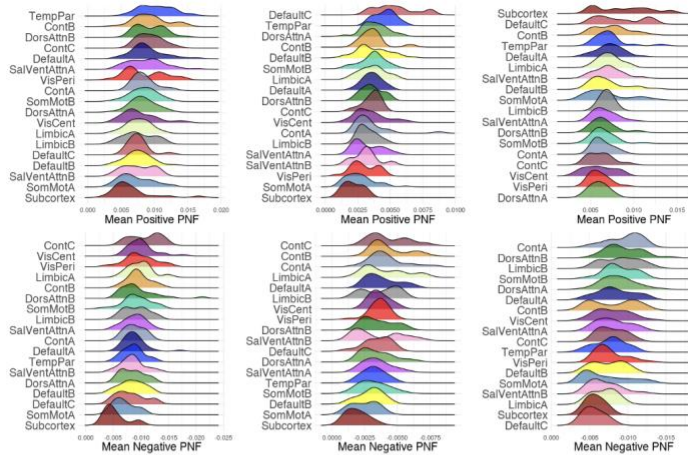 TempPar
ContB
DorsAttnB
ContC
DefaultA
SalVentAttnA
VisPeri
ContA
SomMotB
DorsAttnA
VisCent
LimbicA
LimbicB
DefaultC
DefaultB
SalVentAttnB
SomMotA
Subcortex
0.000 0.005 0.010 0.015 0.020
Mean Positive PNF
DefaultC
TempPar
DorsAttnA
ContB
DefaultB
SomMotB
LimbicA
DefaultA
DorsAttnB
ContC
VisCent
ContA
LimbicB
SalVentAttnA
SalVentAttnB
VisPeri
SomMotA
Subcortex
0.0000 0.0025 0.0050 0.0075 0.0100
Mean Positive PNF
Subcortex
DefaultC
ContB
TempPar
DefaultA
LimbicA
SalVentAttnB
DefaultB
SomMotA
LimbicB
SalVentAttnA
DorsAttnB
SomMotB
ContA
ContC
VisCent
VisPeri
DorsAttnA
0.005 0.010 0.015
Mean Positive PNF
ContC
VisCent
VisPeri
LimbicA
ContB
DorsAttnB
SomMotB
LimbicB
SalVentAttnA
ContA
DefaultA
TempPar
SalVentAttnB
DorsAttnA
DefaultB
DefaultC
SomMotA
Subcortex
0.000 -0.005 -0.010 -0.015 -0.020 -0.025
Mean Negative PNF
ContC
ContB
ContA
LimbicA
DefaultA
LimbicB
VisCent
VisPeri
DorsAttnB
SalVentAttnB
DefaultC
DorsAttnA
SalVentAttnA
TempPar
SomMotB
DefaultB
SomMotA
Subcortex
0.0000 -0.0025 -0.0050 -0.0075
Mean Negative PNF
ContA
DorsAttnB
LimbicB
SomMotB
DorsAttnA
DefaultA
ContB
VisCent
SalVentAttnA
ContC
TempPar
VisPeri
DefaultB
SomMotA
SalVentAttnB
LimbicA
Subcortex
DefaultC
-0.005 -0.010 -0.015
Mean Negative PNF